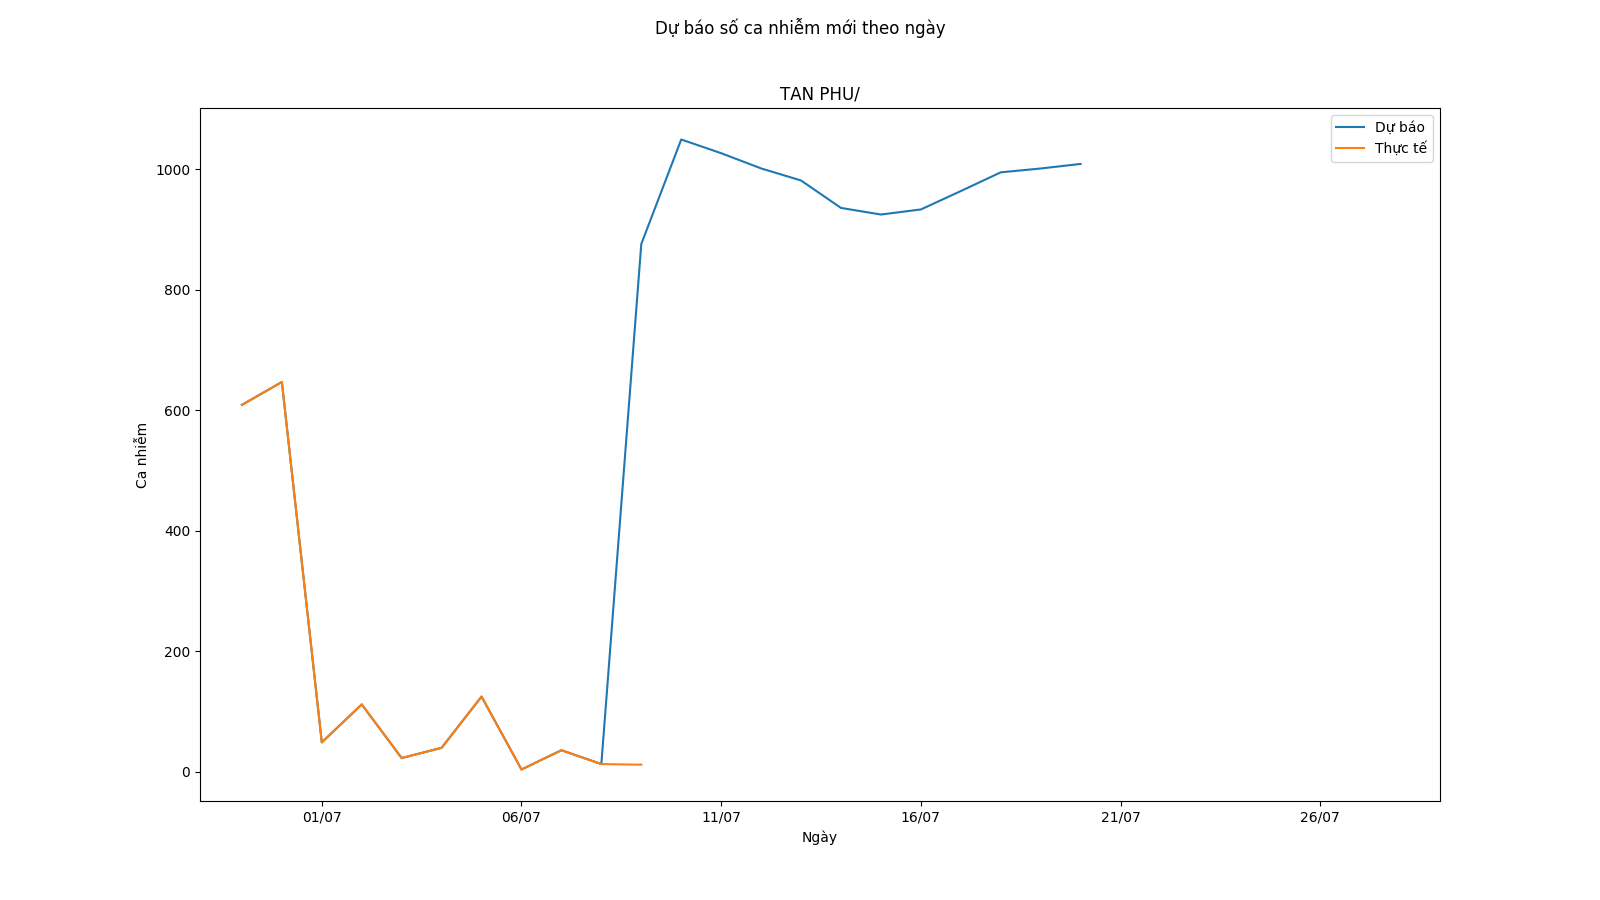 Dự báo số ca nhiễm mới theo ngày
TAN PHU/
Dự báo
Thực tế
1000
800
600
400
200
0
Ca nhiễm
01/07
06/07
11/07
16/07
21/07
26/07
Ngày